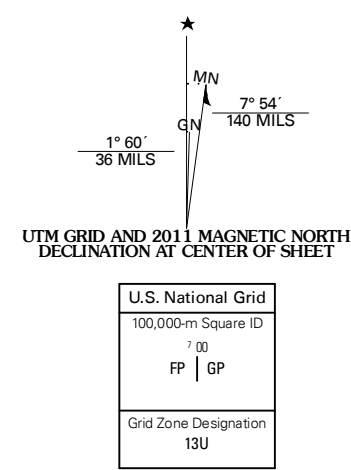 ★
MN
7° 54´
140 MILS
GN
1° 60´
36 MILS
UTM GRID AND 2011 MAGNETIC NORTH
DECLINATION AT CENTER OF SHEET
U.S. National Grid
100,000-m Square ID
7 00
FP | GP
Grid Zone Designation
13U